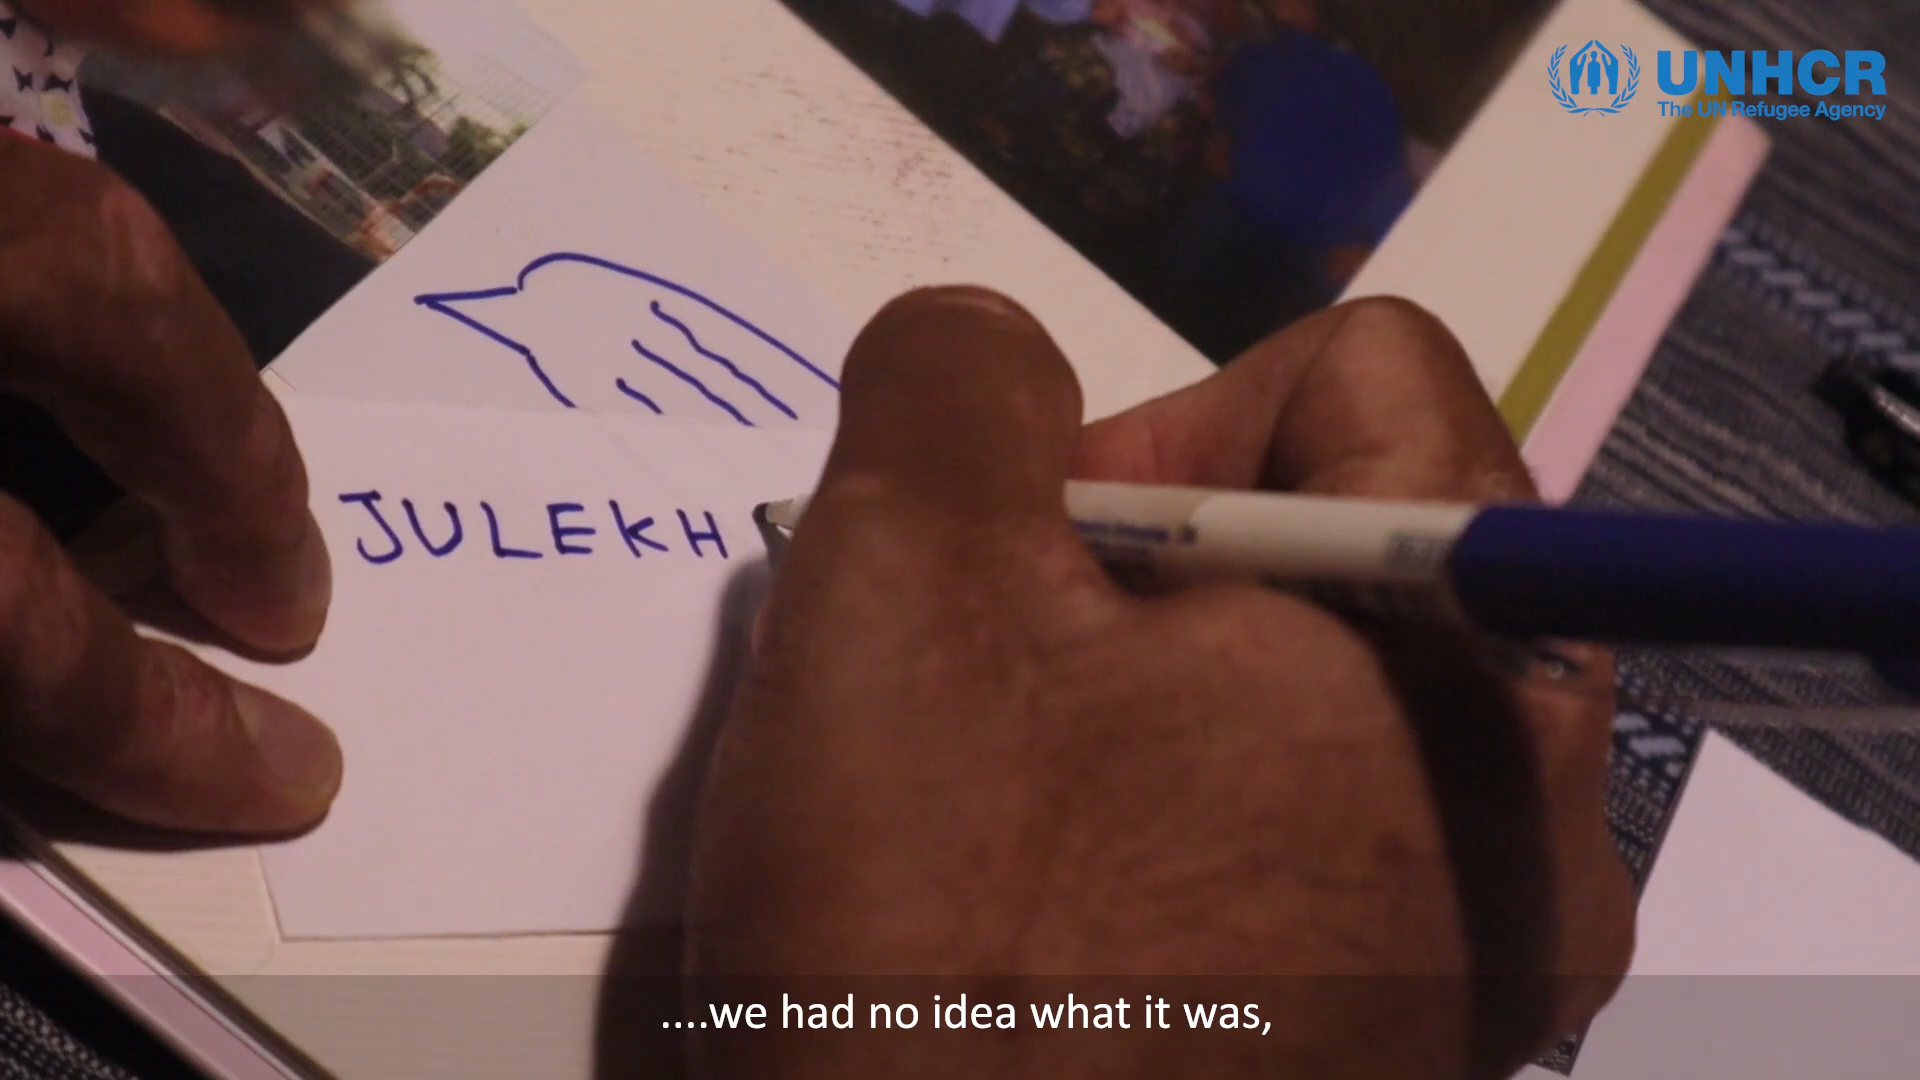 UNHCR
The UN Refugee Agency
JULEKH
....we had no idea what it was,